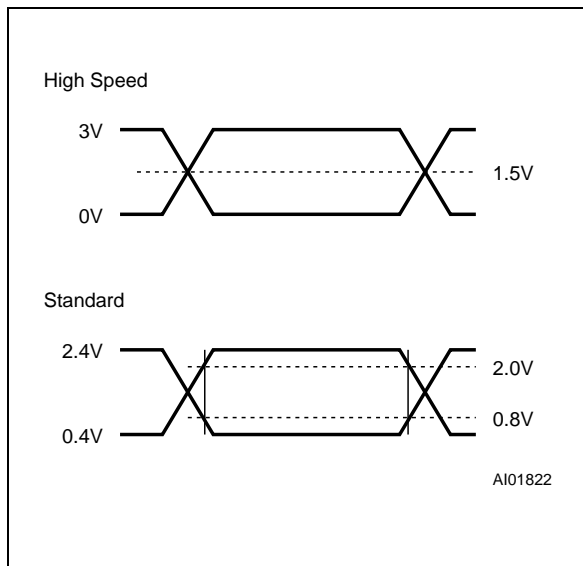 High Speed
3V
1.5V
0V
Standard
2.4V
2.0V
0.8V
0.4V
AI01822